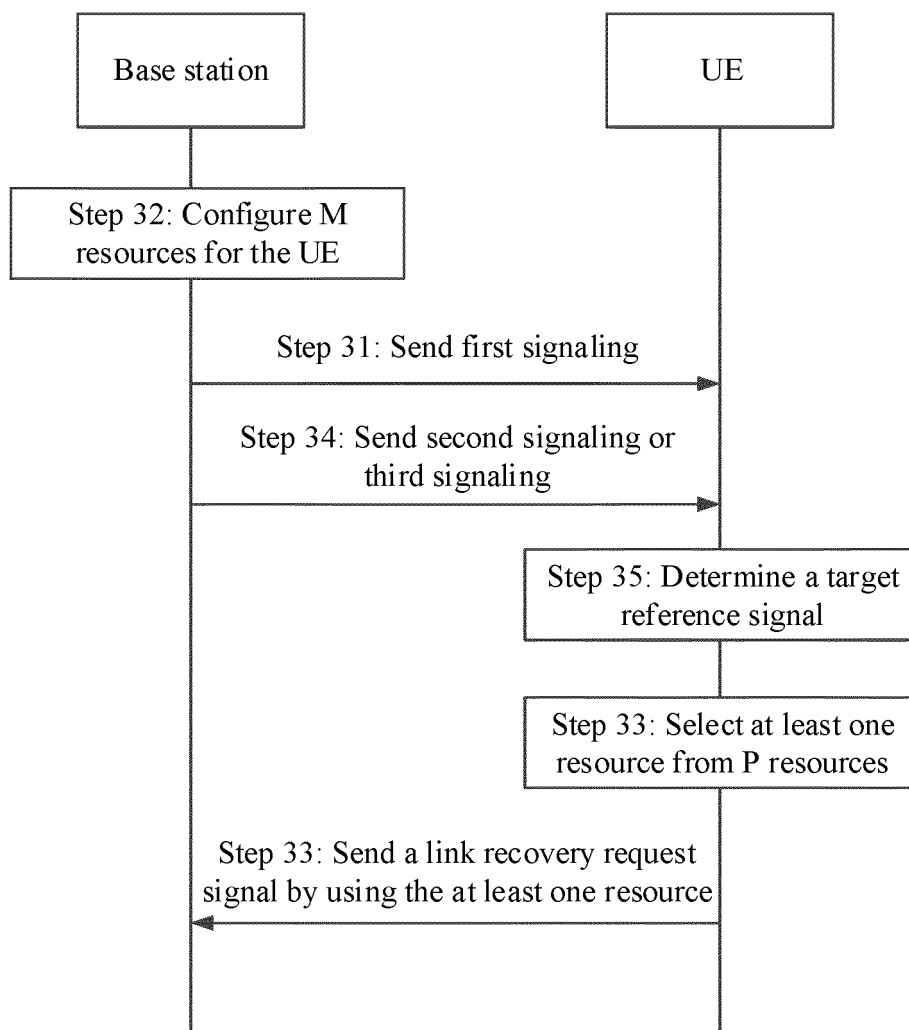 Base station
UE
Step 32: Configure M
resources for the UE
Step 31: Send first signaling
Step 34: Send second signaling or
third signaling
Step 35: Determine a target
reference signal
Step 33: Select at least one
resource from P resources
Step 33: Send a link recovery request
signal by using the at least one resource